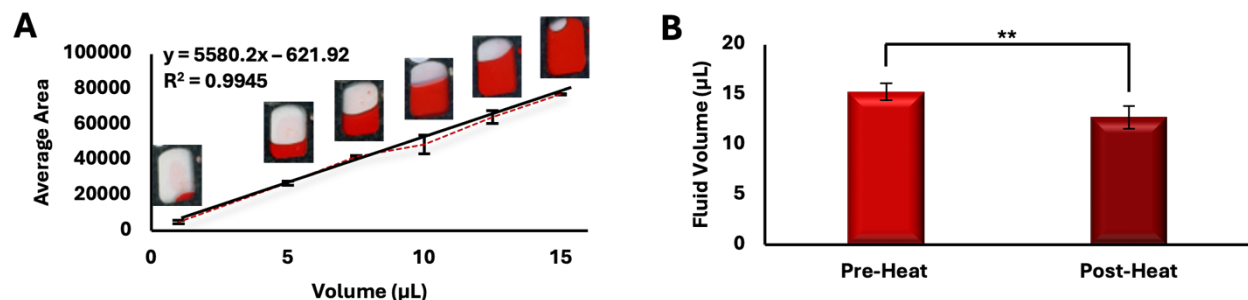 A
y = 5580.2x – 621.92
R² = 0.9945
Average Area
100000
80000
60000
40000
20000
0
0 5 10 15
Volume (µL)
B
**
Fluid Volume (µL)
20
15
10
5
0
Pre-Heat Post-Heat